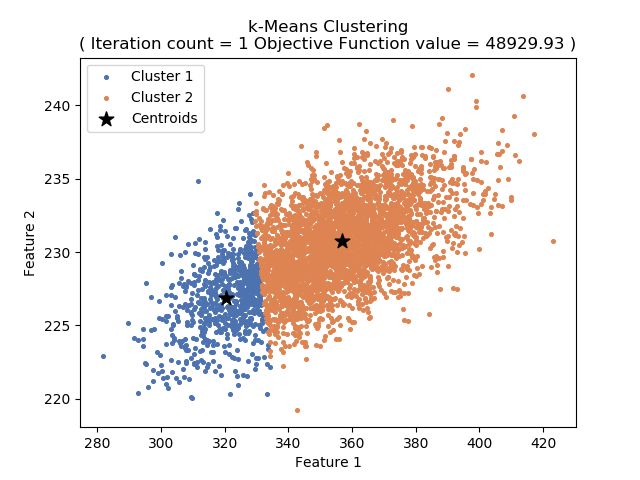 k-Means Clustering
( Iteration count = 1 Objective Function value = 48929.93 )
Cluster 1
Cluster 2
Centroids
240
235
230
225
220
Feature 2
280 300 320 340 360 380 400 420
Feature 1